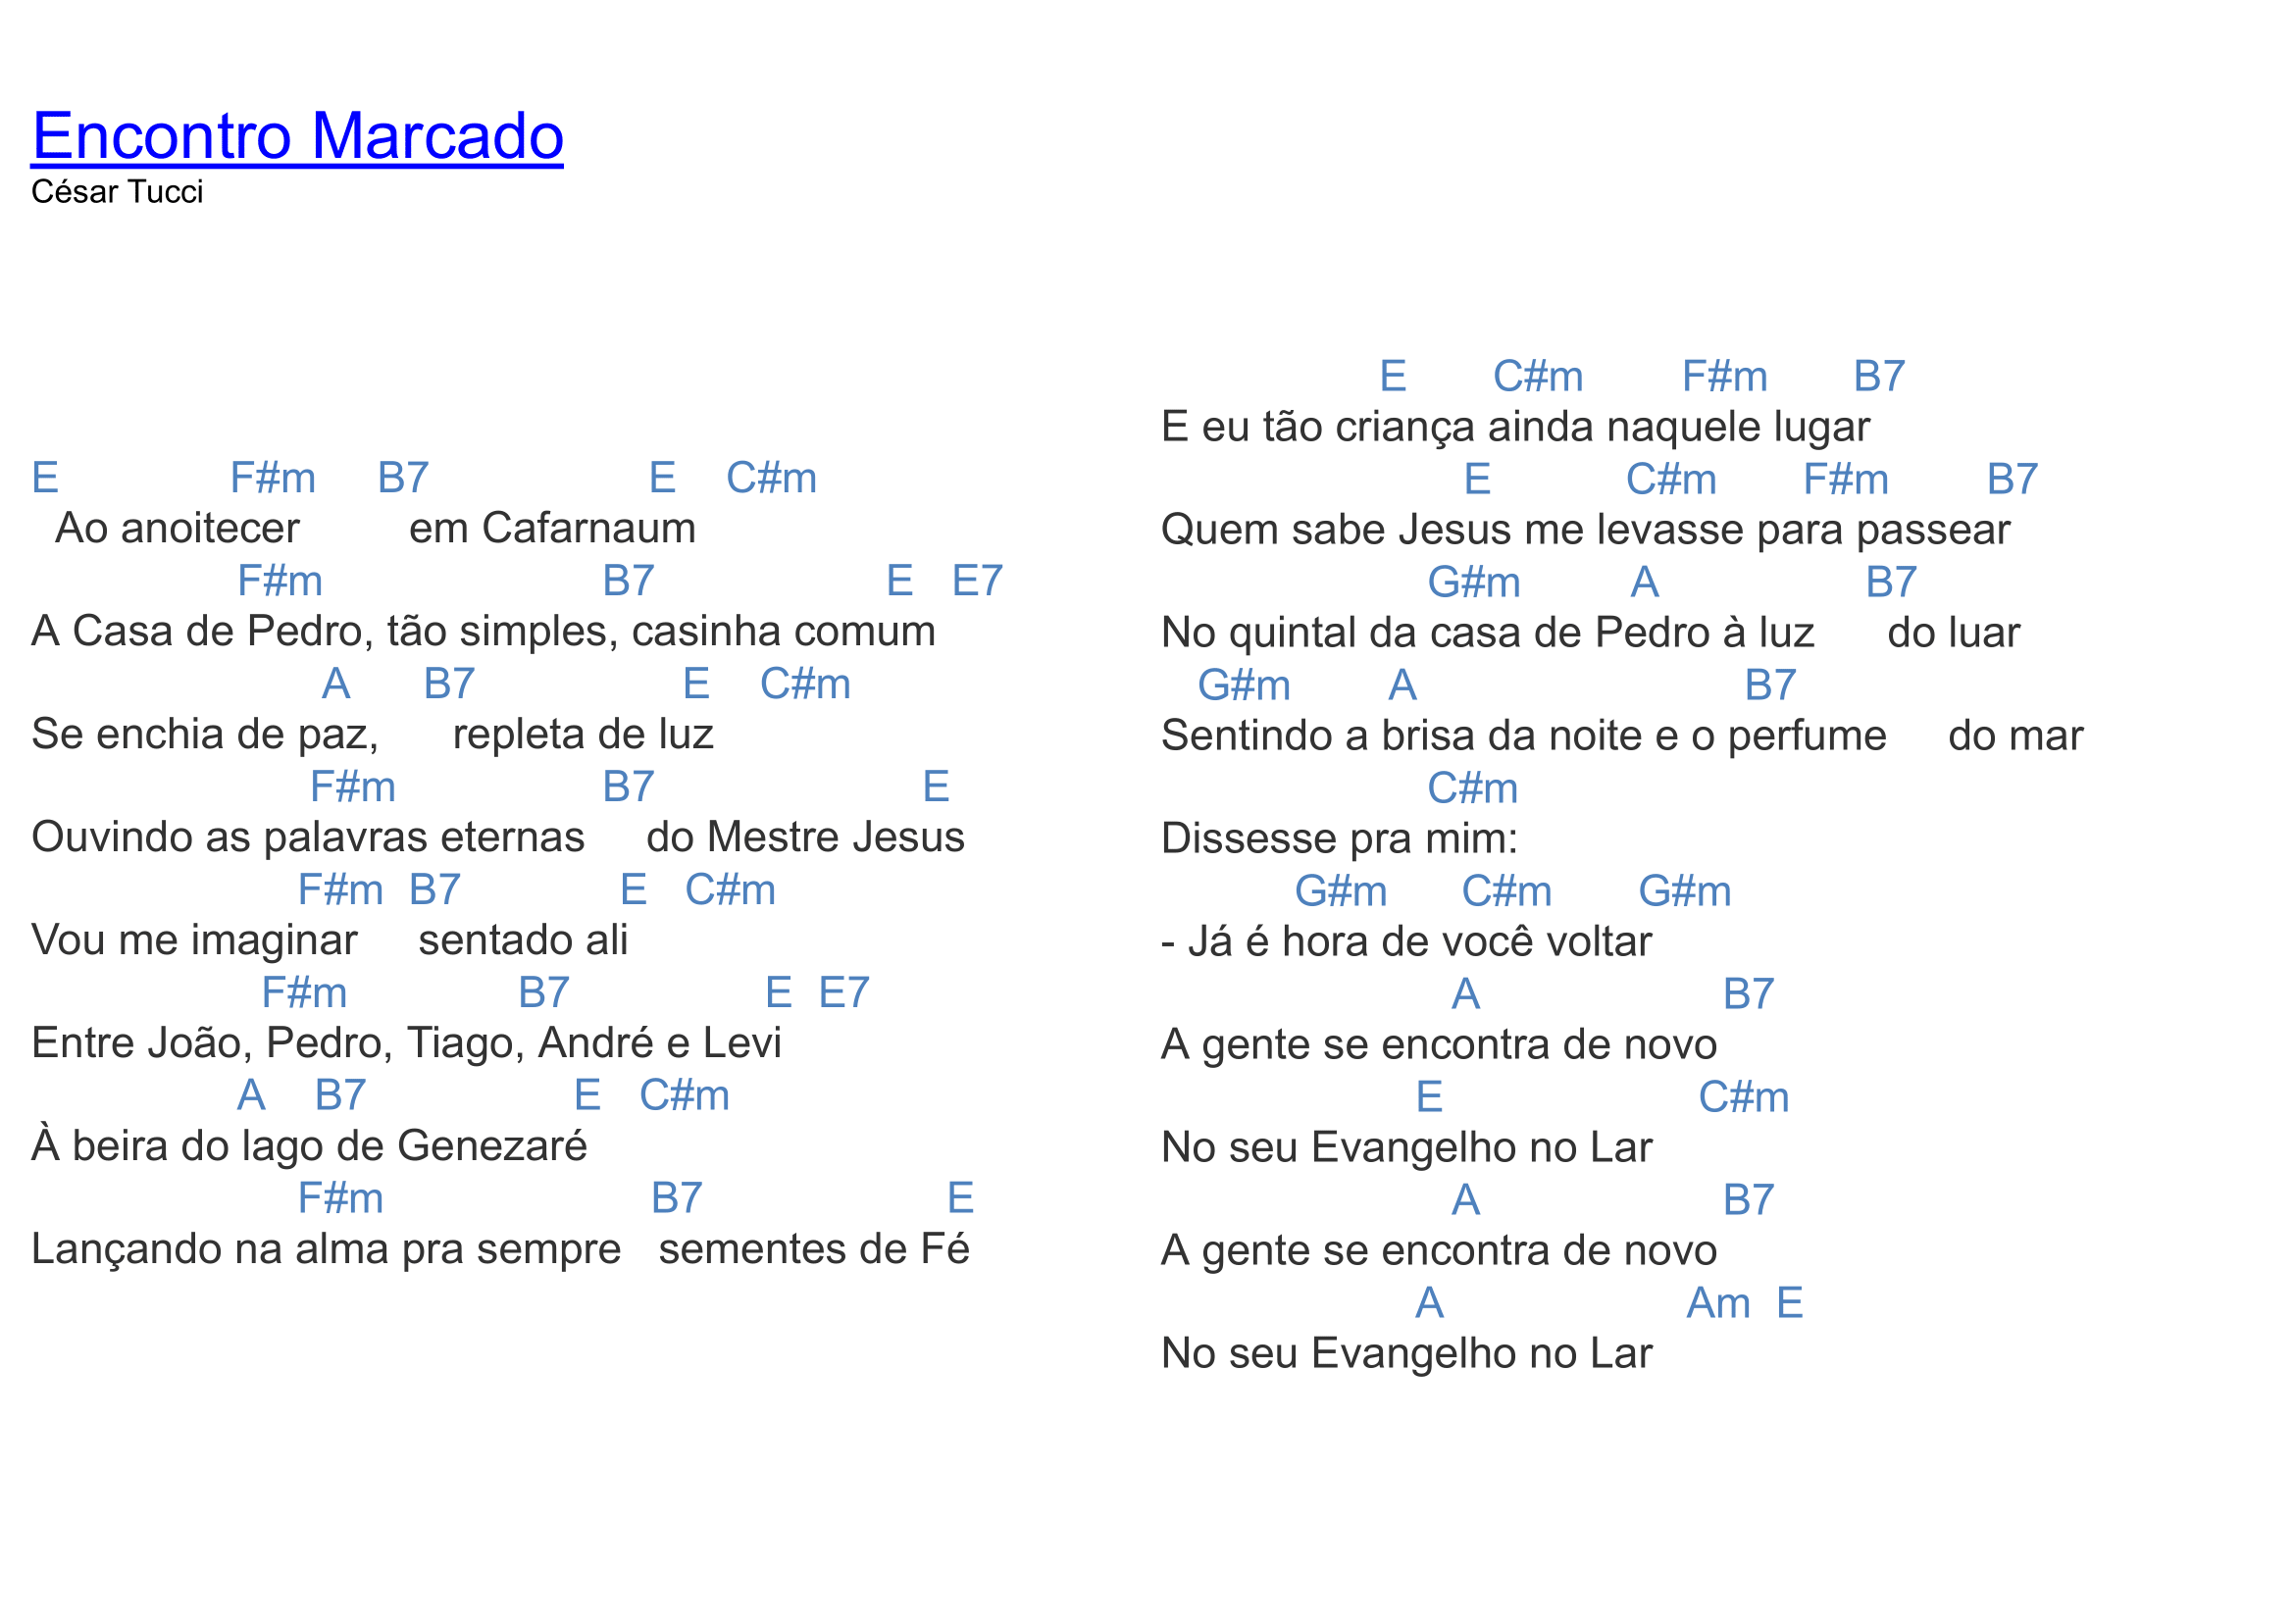 Encontro Marcado
César Tucci
E F#m B7 E C#m
Ao anoitecer em Cafarnaum
F#m B7 E E7
A Casa de Pedro, tão simples, casinha comum
A B7 E C#m
Se enchia de paz, repleta de luz
F#m B7 E
Ouvindo as palavras eternas do Mestre Jesus
F#m B7 E C#m
Vou me imaginar sentado ali
F#m B7 E E7
Entre João, Pedro, Tiago, André e Levi
A B7 E C#m
À beira do lago de Genezaré
F#m B7 E
Lançando na alma pra sempre sementes de Fé
E C#m F#m B7
E eu tão criança ainda naquele lugar
E C#m F#m B7
Quem sabe Jesus me levasse para passear
G#m A B7
No quintal da casa de Pedro à luz do luar
G#m A B7
Sentindo a brisa da noite e o perfume do mar
C#m
Dissesse pra mim:
G#m C#m G#m
- Já é hora de você voltar
A B7
A gente se encontra de novo
E C#m
No seu Evangelho no Lar
A B7
A gente se encontra de novo
A Am E
No seu Evangelho no Lar